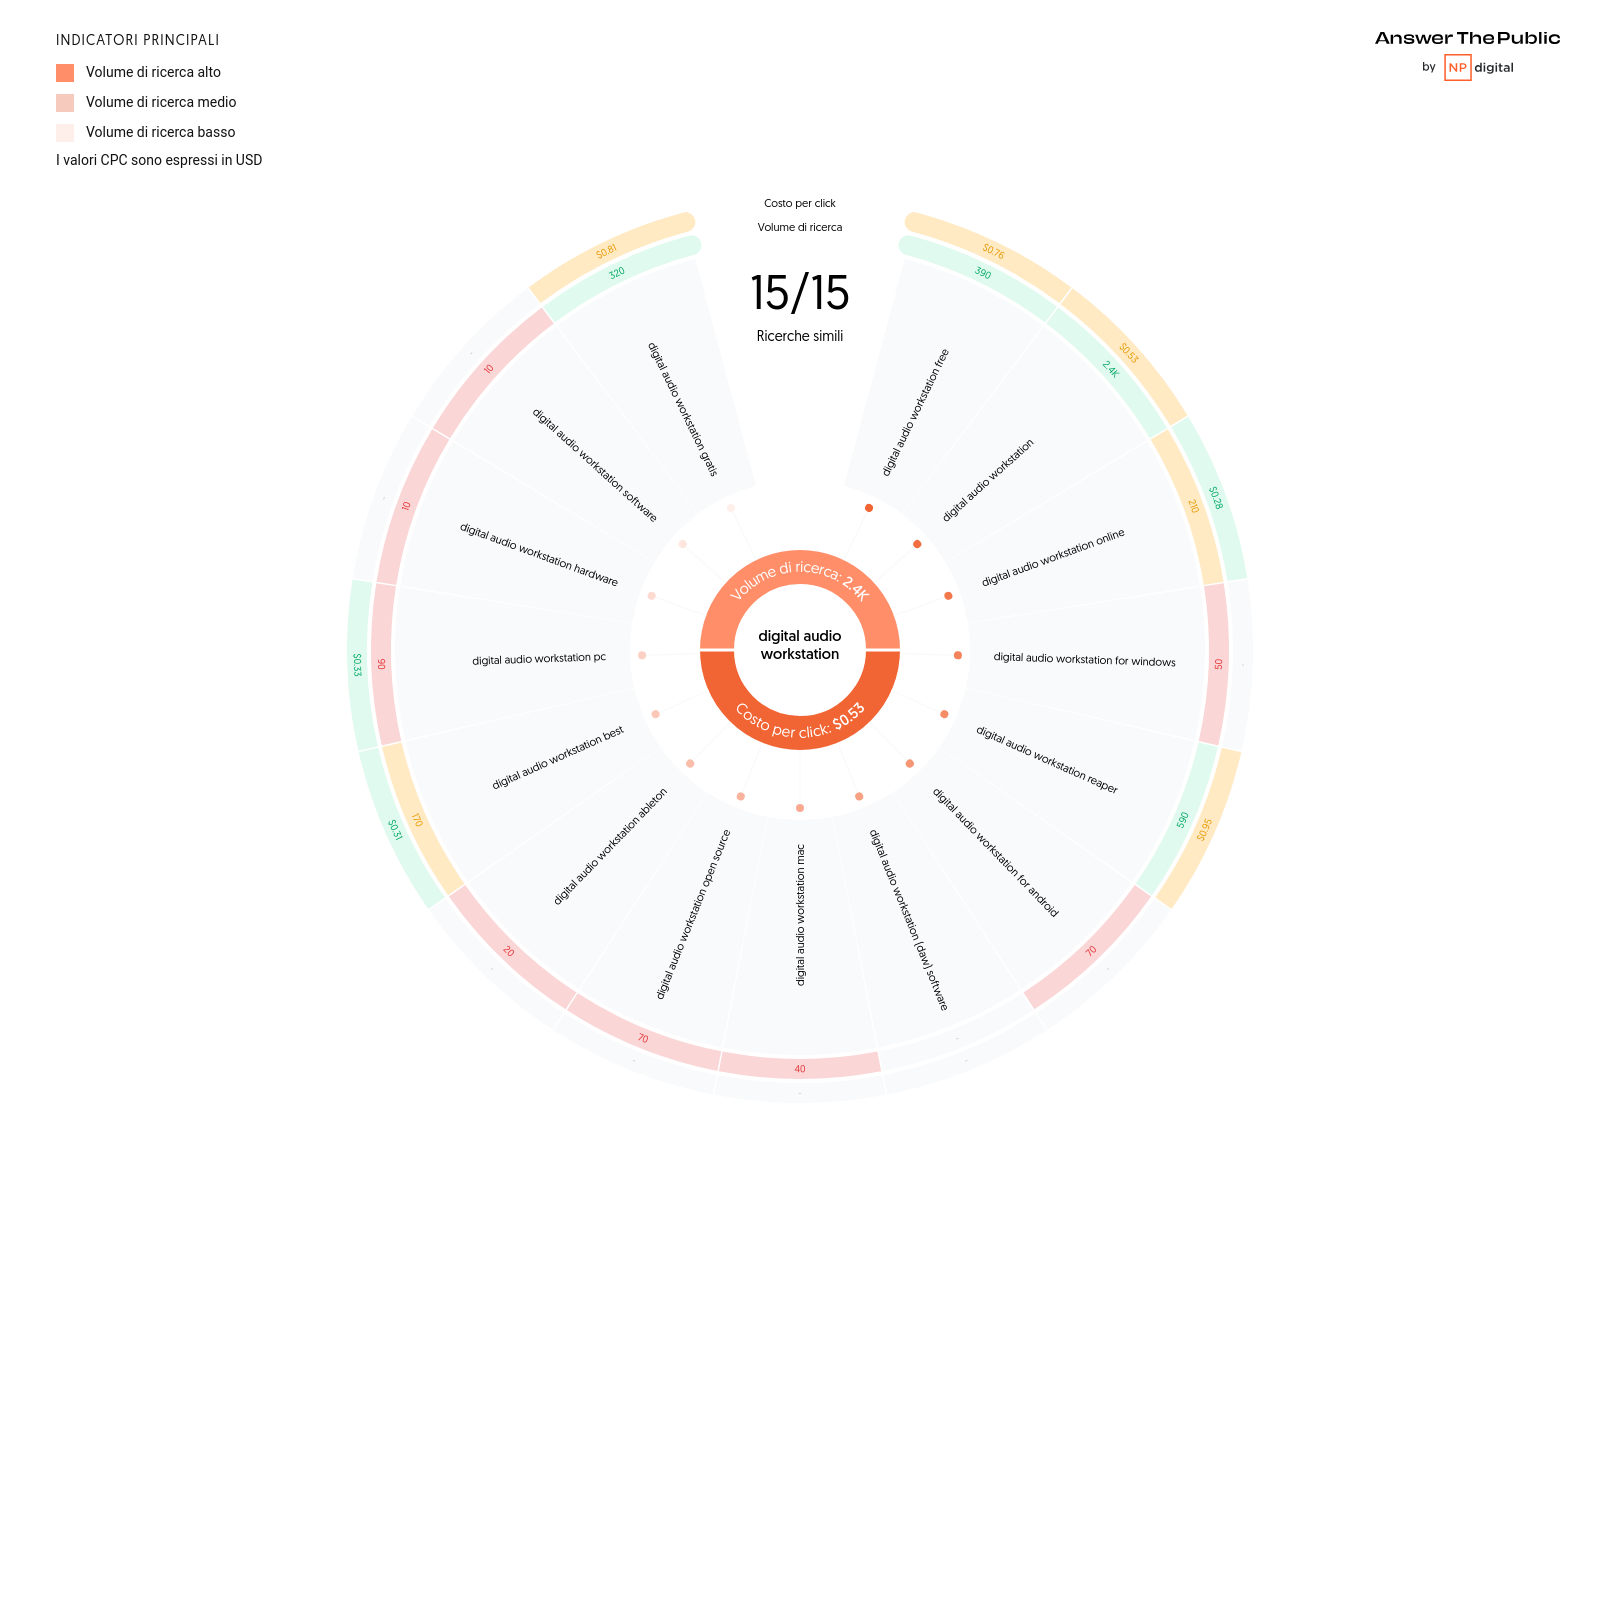 INDICATORI PRINCIPALI
Volume di ricerca alto
Volume di ricerca medio
Volume di ricerca basso
I valori CPC sono espressi in USD
Answer The Public
by NP digital
Costo per click
Volume di ricerca
15/15
Ricerche simili
Volume di ricerca: 2.4K
digital audio
workstation
Costo per click: $0.53
digital audio workstation free
390
$0.76
digital audio workstation
2.4K
$0.53
digital audio workstation online
210
$0.28
digital audio workstation for windows
50
-
digital audio workstation reaper
590
$0.95
digital audio workstation for android
70
-
digital audio workstation (daw) software
-
-
digital audio workstation mac
40
-
digital audio workstation open source
70
-
digital audio workstation ableton
20
-
digital audio workstation best
170
$0.31
digital audio workstation pc
90
$0.33
digital audio workstation hardware
10
-
digital audio workstation software
10
-
digital audio workstation gratis
320
$0.81